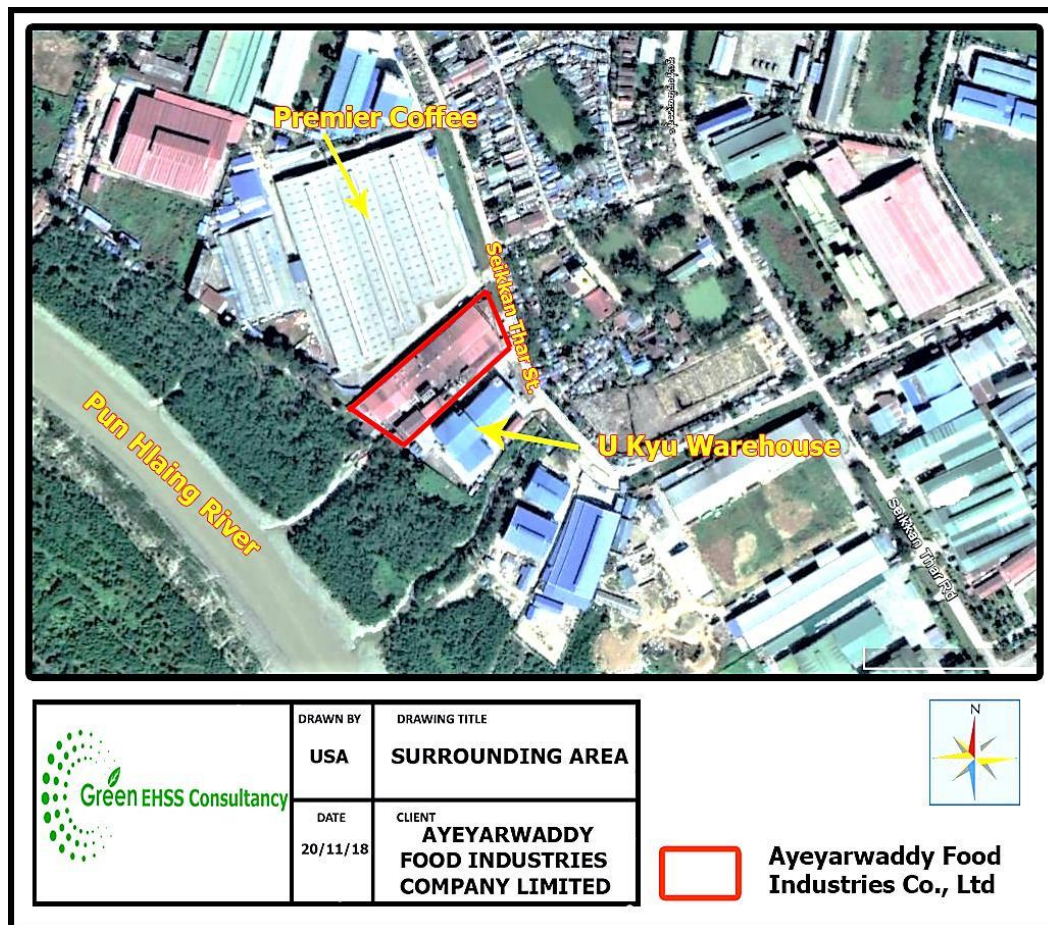 Premier Coffee
Seikkan Thar St.
U Kyu Warehouse
Pun Hlaing River
Seikkan Thar Rd
Green EHSS Consultancy
DRAWN BY
USA
DRAWING TITLE
SURROUNDING AREA
DATE
20/11/18
CLIENT
AYEYARWADDY
FOOD INDUSTRIES
COMPANY LIMITED
N
Ayeyarwaddy Food
Industries Co., Ltd